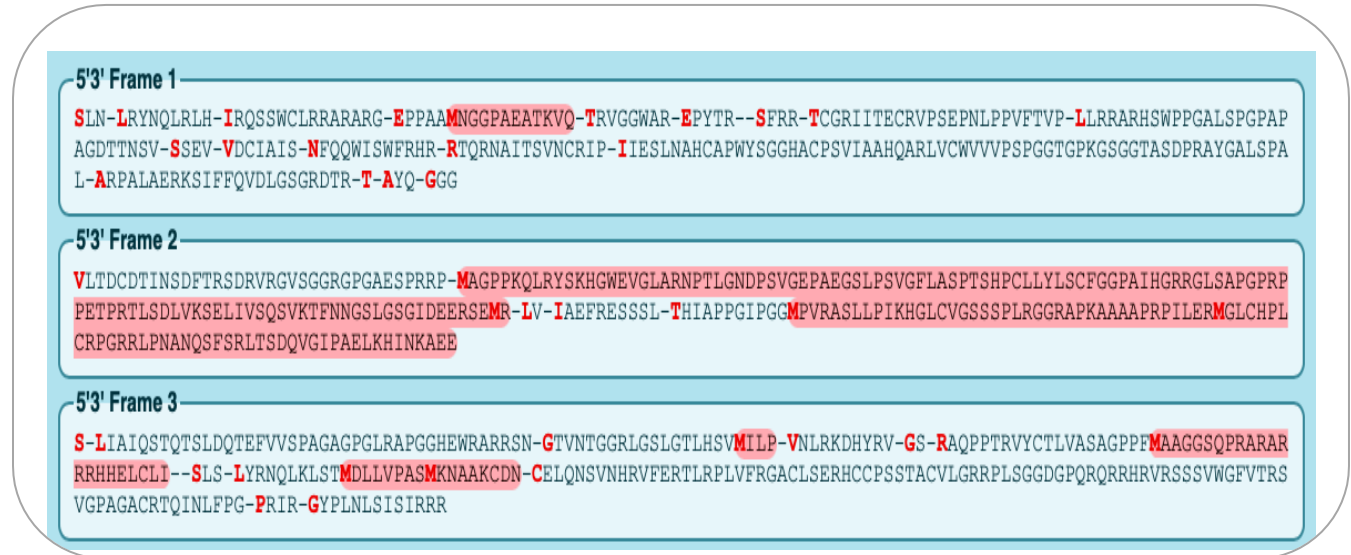 5'3' Frame 1
SLN-LRYNQLRLH-IRQSSWCLRRARARG-EPPAAMNGGPAEATKVQ-TRVGGWAR-EPYTR--SFRR-TCGRIITECRVPSEPNLPPVFTVP-LLRRARHSWPPGALSPGPAP
AGDTTNSV-SSEV-VDCIAIS-NFQQWISWFRHR-RTQRNAITSVNCRIP-IIESLNAHCAPWYSGGHACPSVIAAHQARLVCWVVVPSPGGTGPKGSGGTASDPRAYGALSPA
L-ARPALAERKSIFFQVDLGSGRDTR-T-AYQ-GGG
5'3' Frame 2
VLTDCDTINSDFTRSDRVRGVSGGRGPGAESPRRP-MAGPPKQLRYSKHGWEVGLARNPTLGNDPSVGEPAEGSLPSVGFLASPTSHPCLLYLSCFGGPAIHGRRGLSAPGPRP
PETPRTLSDLVKSELIVSQSVKTFNNGSLGSGIDEERSEMR-LV-IAEFRESSSL-THIAPPGIPGGMPVRASLLPIKHGLCVGSSSPLRGGRAPKAAAAPRPILERMGLCHPL
CRPGRRLPNANQSFSRLTSDQVGIPAELKHINKAEE
5'3' Frame 3
S-LIAIQSTQTSLDQTEFVVSPAGAGPGLRAPGGHEWRARRSN-GTVNTGGRLGSLGTLHSVMILP-VNLRKDHYRV-GS-RAQPPTRVYCTLVASAGPPFMAAGGSQPRARAR
RRHHELCLI--SLS-LYRNQLKLSTMDLLVPASMKNAAKCDN-CELQNSVNHRVFERTLRPLVFRGACLSERHCCPSSTACVLGRRPLSGGDGPQRQRRHRVRSSSVWGFVTRS
VGPAGACRTQINLFPG-PRIR-GYPLNLSISIRRR